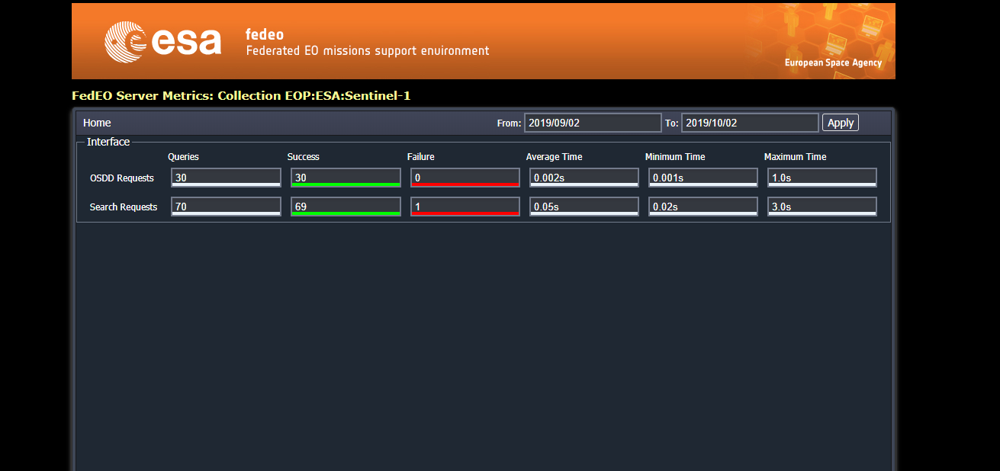 esa
fedeo
Federated EO missions support enuironment
European Space Agency
FedEO Server Metrics: Collection EOP:ESA:Sentinel-1
Home From: 2019/09/02 To: 2019/10/02 Apply
Interface
Queries Success Failure Average Time Minimum Time Maximum Time
OSDD Requests 30 30 0 0.002s 0.001s 1.0s
Search Requests 70 69 1 0.05s 0.02s 3.0s